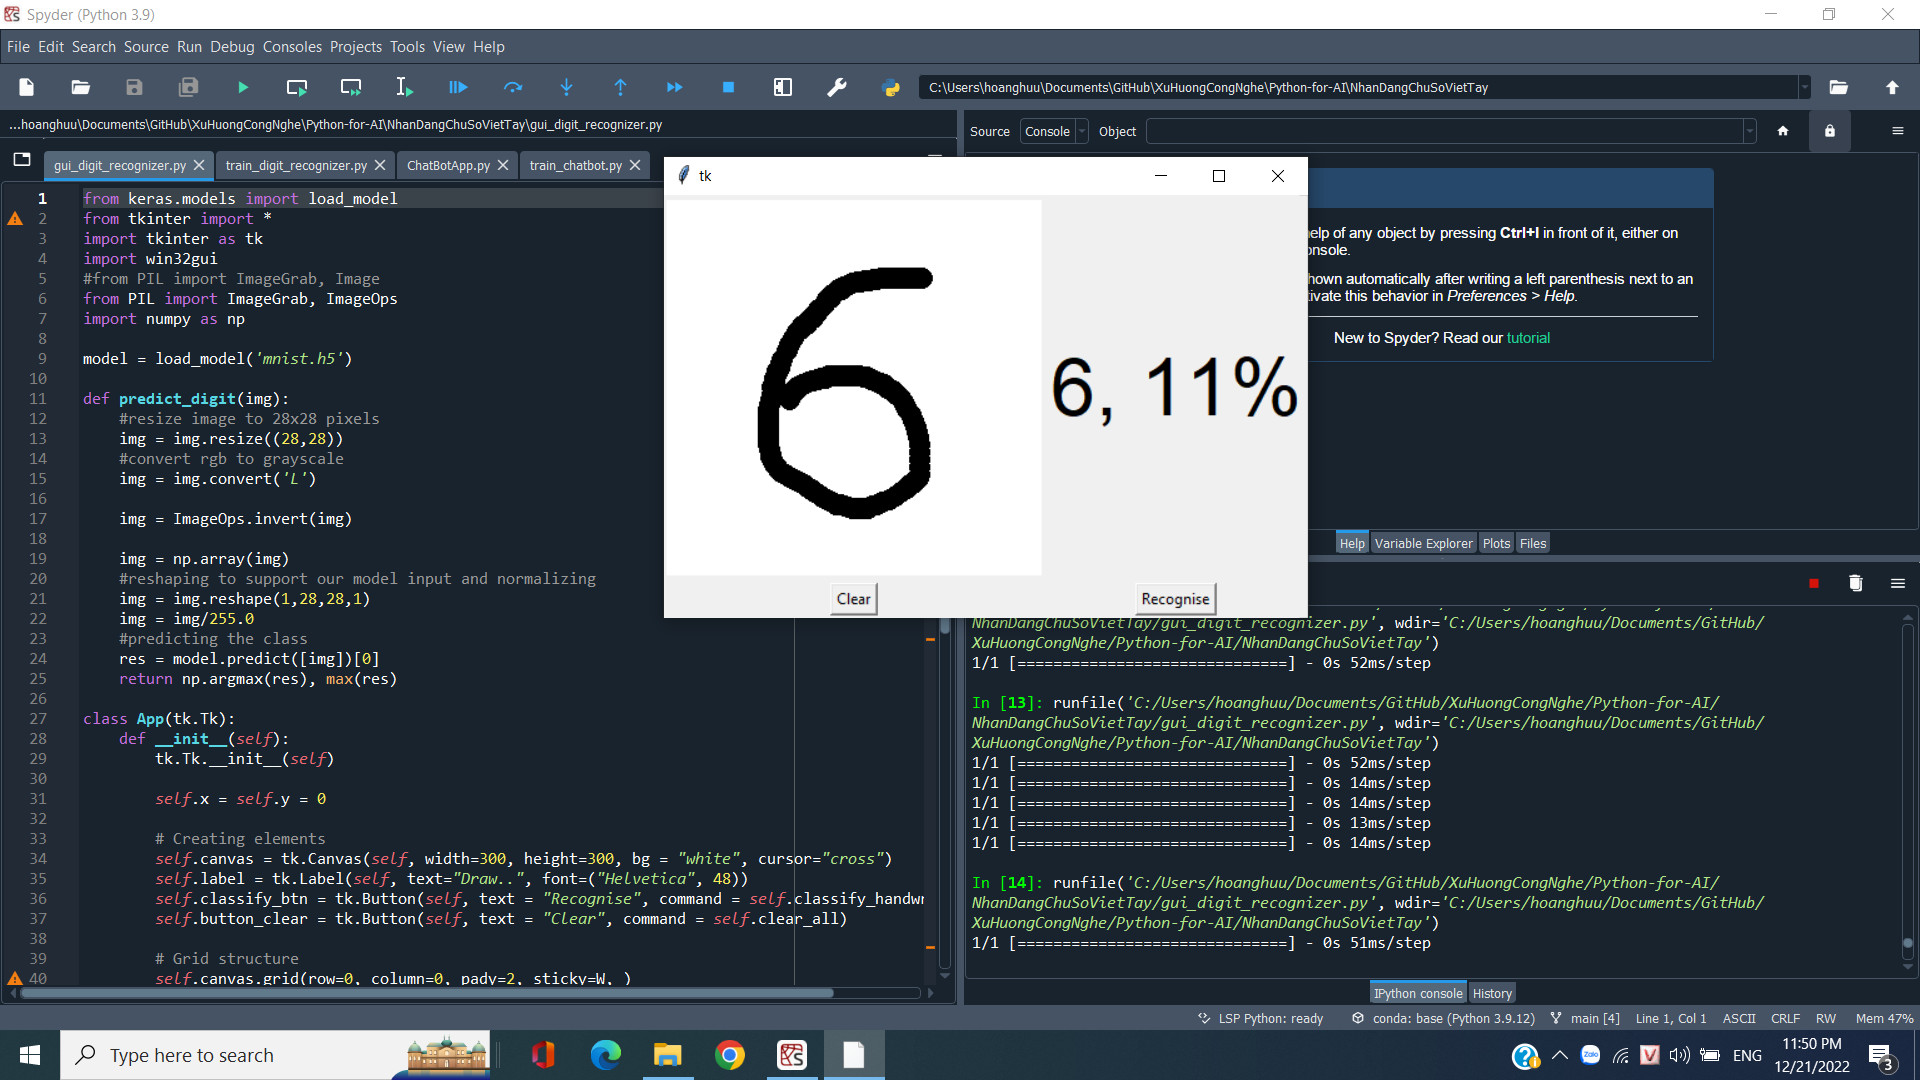 Spyder (Python 3.9)
File Edit Search Source Run Debug Consoles Projects Tools View Help
C:\Users\hoanghuu\Documents\GitHub\XuHuongCongNghe\Python-for-AI\NhanDangChuSoVietTay
...hoanghuu\Documents\GitHub\XuHuongCongNghe\Python-for-AI\NhanDangChuSoVietTay\gui_digit_recognizer.py
gui_digit_recognizer.py train_digit_recognizer.py ChatBotApp.py train_chatbot.py
1 from keras.models import load_model
2 from tkinter import *
3 import tkinter as tk
4 import win32gui
5 #from PIL import ImageGrab, Image
6 from PIL import ImageGrab, ImageOps
7 import numpy as np
8
9 model = load_model('mnist.h5')
10
11 def predict_digit(img):
12 #resize image to 28x28 pixels
13 img = img.resize((28,28))
14 #convert rgb to grayscale
15 img = img.convert('L')
16
17 img = ImageOps.invert(img)
18
19 img = np.array(img)
20 #reshaping to support our model input and normalizing
21 img = img.reshape(1,28,28,1)
22 img = img/255.0
23 #predicting the class
24 res = model.predict([img])[0]
25 return np.argmax(res), max(res)
26
27 class App(tk.Tk):
28 def __init__(self):
29 tk.Tk.__init__(self)
30
31 self.x = self.y = 0
32
33 # Creating elements
34 self.canvas = tk.Canvas(self, width=300, height=300, bg = "white", cursor="cross")
35 self.label = tk.Label(self, text="Draw..", font=("Helvetica", 48))
36 self.classify_btn = tk.Button(self, text = "Recognise", command = self.classify_handw
37 self.button_clear = tk.Button(self, text = "Clear", command = self.clear_all)
38
39 # Grid structure
40 self.canvas.grid(row=0, column=0, pady=2, sticky=W, )
tk
6
6, 11%
Clear Recognise
Source Console Object
elp of any object by pressing Ctrl+I in front of it, either on
onsole.
hown automatically after writing a left parenthesis next to an
ivate this behavior in Preferences > Help.
New to Spyder? Read our tutorial
Help Variable Explorer Plots Files
NhanDangChuSoVietTay/gui_digit_recognizer.py', wdir='C:/Users/hoanghuu/Documents/GitHub/
XuHuongCongNghe/Python-for-AI/NhanDangChuSoVietTay')
1/1 [==============================] - 0s 52ms/step
In [13]: runfile('C:/Users/hoanghuu/Documents/GitHub/XuHuongCongNghe/Python-for-AI/
NhanDangChuSoVietTay/gui_digit_recognizer.py', wdir='C:/Users/hoanghuu/Documents/GitHub/
XuHuongCongNghe/Python-for-AI/NhanDangChuSoVietTay')
1/1 [==============================] - 0s 52ms/step
1/1 [==============================] - 0s 14ms/step
1/1 [==============================] - 0s 14ms/step
1/1 [==============================] - 0s 13ms/step
1/1 [==============================] - 0s 14ms/step
In [14]: runfile('C:/Users/hoanghuu/Documents/GitHub/XuHuongCongNghe/Python-for-AI/
NhanDangChuSoVietTay/gui_digit_recognizer.py', wdir='C:/Users/hoanghuu/Documents/GitHub/
XuHuongCongNghe/Python-for-AI/NhanDangChuSoVietTay')
1/1 [==============================] - 0s 51ms/step
IPython console History
LSP Python: ready conda: base (Python 3.9.12) main [4] Line 1, Col 1 ASCII CRLF RW Mem 47%
Type here to search
Zalo V ENG
11:50 PM
12/21/2022
3